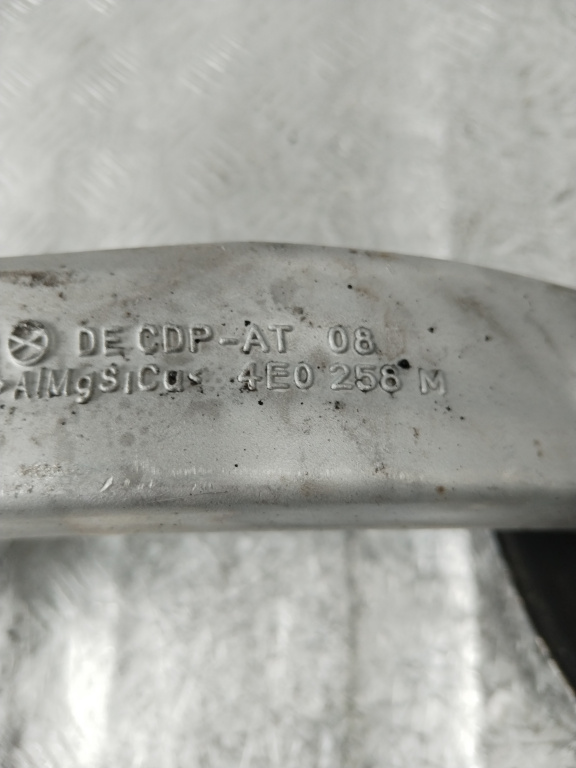 DE CDP-AT 08
>AlMgSiCu< 4E0 258 M